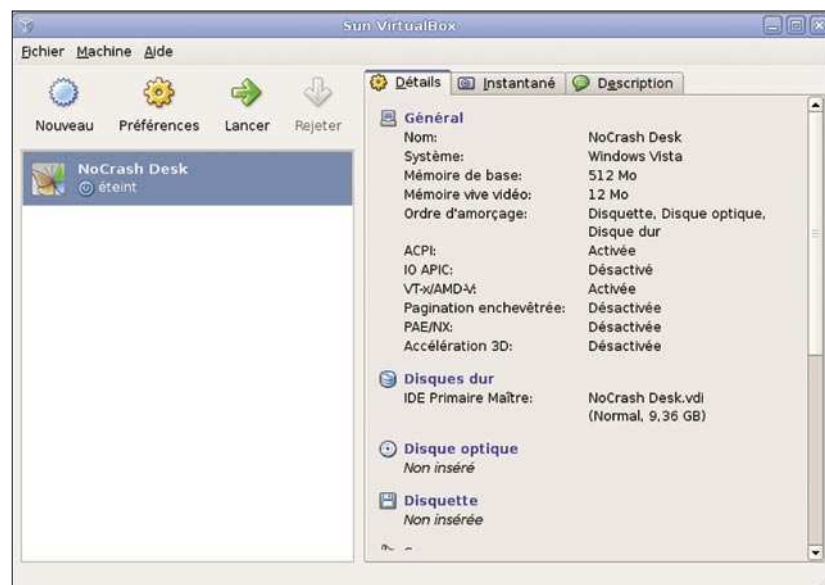 Sun VirtualBox
Fichier Machine Aide
Nouveau Préférences Lancer Rejeter
NoCrash Desk
éteint
Détails Instantané Description
Général
Nom: NoCrash Desk
Système: Windows Vista
Mémoire de base: 512 Mo
Mémoire vive vidéo: 12 Mo
Ordre d'amorçage: Disquette, Disque optique,
Disque dur
ACPI: Activée
IO APIC: Désactivé
VT-x/AMD-V: Activée
Pagination enchevêtrée: Désactivée
PAE/NX: Désactivée
Accélération 3D: Désactivée
Disques dur
IDE Primaire Maître: NoCrash Desk.vdi
(Normal, 9,36 GB)
Disque optique
Non inséré
Disquette
Non insérée